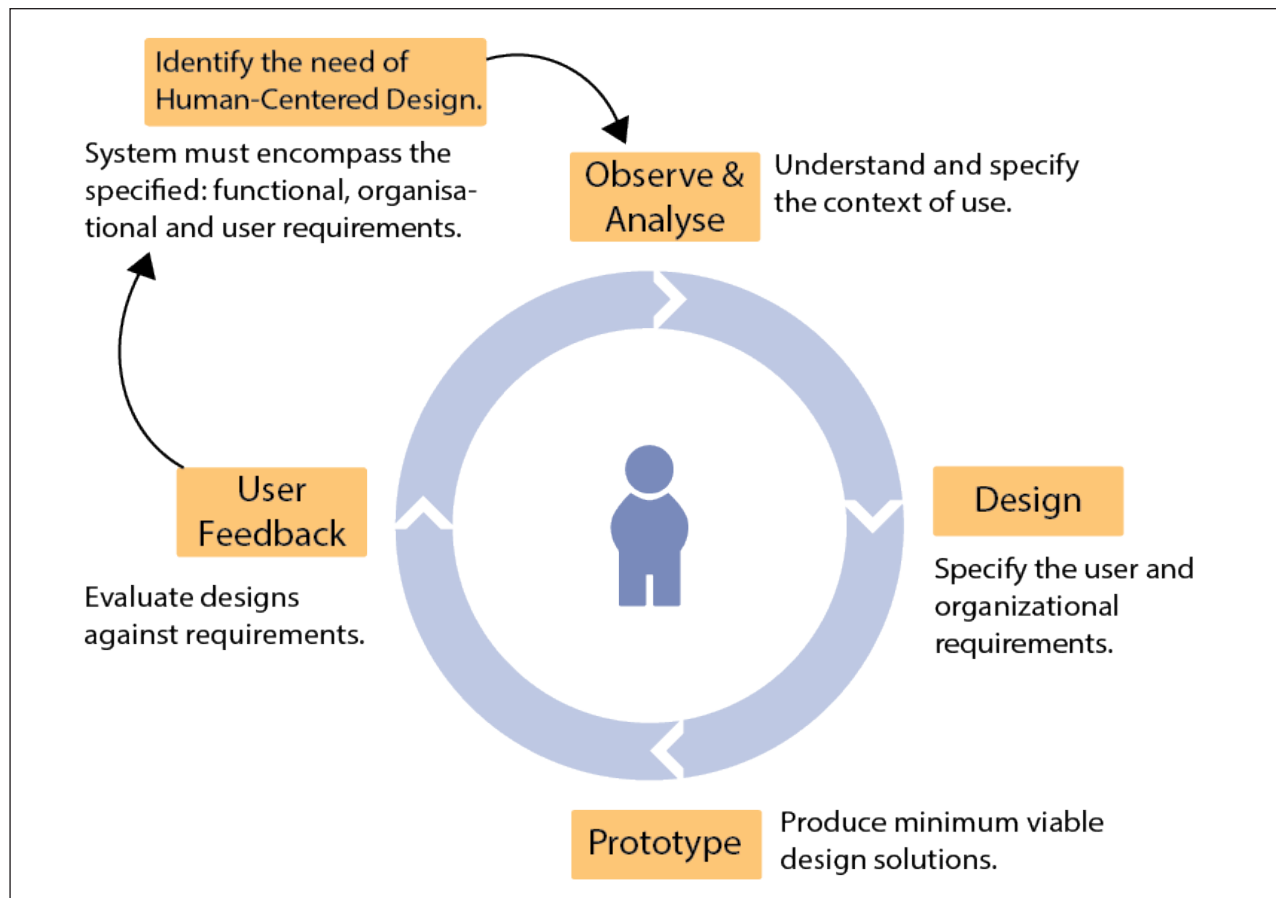 Identify the need of
Human-Centered Design.
System must encompass the
specified: functional, organisa-
tional and user requirements.
Observe &
Analyse
Understand and specify
the context of use.
Design
Specify the user and
organizational
requirements.
Prototype
Produce minimum viable
design solutions.
User
Feedback
Evaluate designs
against requirements.